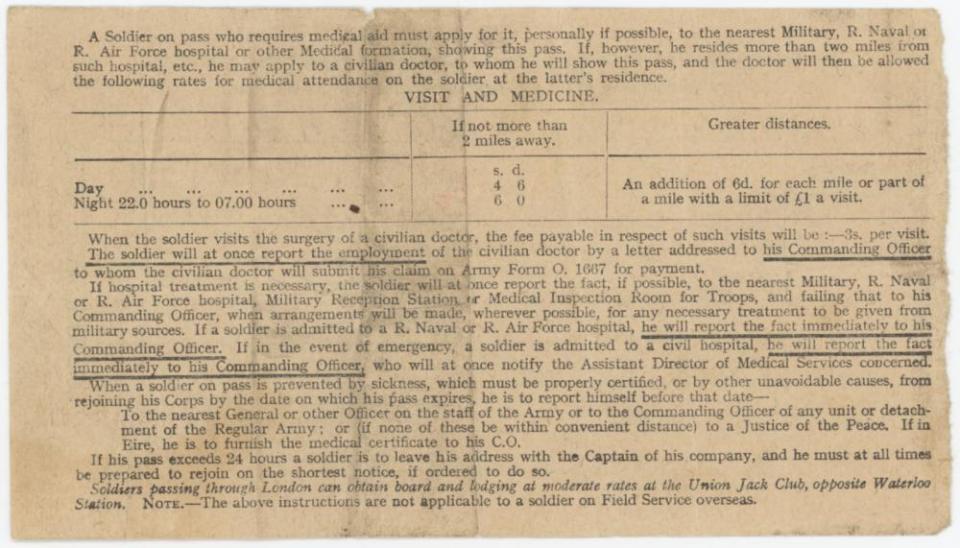 A Soldier on pass who requires medical aid must apply for it, personally if possible, to the nearest Military, R. Naval or
R. Air Force hospital or other Medical formation, showing this pass. If, however, he resides more than two miles from
such hospital, etc., he may apply to a civilian doctor, to whom he will show this pass, and the doctor will then be allowed
the following rates for medical attendance on the soldier at the latter's residence.
VISIT AND MEDICINE.
If not more than
2 miles away.
Greater distances.
s. d.
Day ... ... ... ... ... ... 4 6
Night 22.0 hours to 07.00 hours ... ... 6 0
An addition of 6d. for each mile or part of
a mile with a limit of £1 a visit.
When the soldier visits the surgery of a civilian doctor, the fee payable in respect of such visits will be :—3s. per visit.
The soldier will at once report the employment of the civilian doctor by a letter addressed to his Commanding Officer
to whom the civilian doctor will submit his claim on Army Form O. 1667 for payment.
If hospital treatment is necessary, the soldier will at once report the fact, if possible, to the nearest Military, R. Naval
or R. Air Force hospital, Military Reception Station or Medical Inspection Room for Troops, and failing that to his
Commanding Officer, when arrangements will be made, wherever possible, for any necessary treatment to be given from
military sources. If a soldier is admitted to a R. Naval or R. Air Force hospital, he will report the fact immediately to his
Commanding Officer. If in the event of emergency, a soldier is admitted to a civil hospital, he will report the fact
immediately to his Commanding Officer, who will at once notify the Assistant Director of Medical Services concerned.
When a soldier on pass is prevented by sickness, which must be properly certified, or by other unavoidable causes, from
rejoining his Corps by the date on which his pass expires, he is to report himself before that date—
To the nearest General or other Officer on the staff of the Army or to the Commanding Officer of any unit or detach-
ment of the Regular Army; or (if none of these be within convenient distance) to a Justice of the Peace. If in
Eire, he is to furnish the medical certificate to his C.O.
If his pass exceeds 24 hours a soldier is to leave his address with the Captain of his company, and he must at all times
be prepared to rejoin on the shortest notice, if ordered to do so.
Soldiers passing through London can obtain board and lodging at moderate rates at the Union Jack Club, opposite Waterloo
Station. NOTE.—The above instructions are not applicable to a soldier on Field Service overseas.